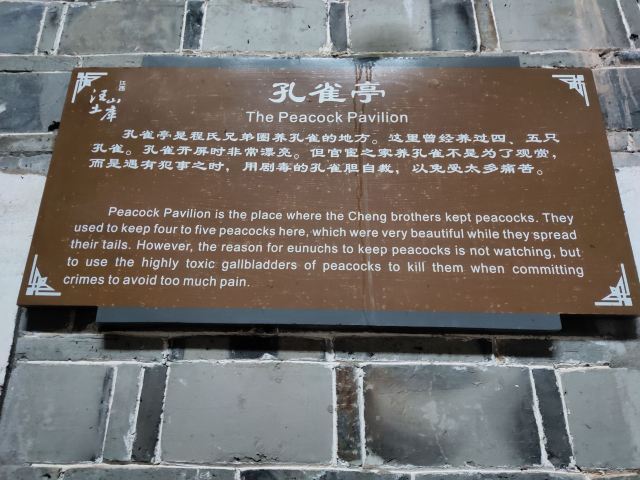 江西
汪山
土库
孔雀亭
The Peacock Pavilion
孔雀亭是程氏兄弟圈养孔雀的地方。这里曾经养过四、五只
孔雀。孔雀开屏时非常漂亮。但官宦之家养孔雀不是为了观赏,
而是遇有犯事之时,用剧毒的孔雀胆自裁,以免受太多痛苦。
Peacock Pavilion is the place where the Cheng brothers kept peacocks. They
used to keep four to five peacocks here, which were very beautiful while they spread
their tails. However, the reason for eunuchs to keep peacocks is not watching, but
to use the highly toxic gallbladders of peacocks to kill them when committing
crimes to avoid too much pain.